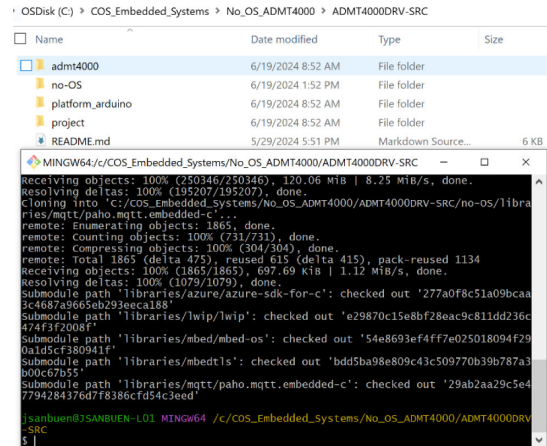 › OSDisk (C:) > COS_Embedded_Systems > No_OS_ADMT4000 > ADMT4000DRV-SRC
Name Date modified Type Size
admt4000 6/19/2024 8:52 AM File folder
no-OS 6/19/2024 1:52 PM File folder
platform_arduino 6/19/2024 8:52 AM File folder
project 6/19/2024 8:52 AM File folder
README.md 5/29/2024 5:51 PM Markdown Source... 6 KB
MINGW64:/c/COS_Embedded_Systems/No_OS_ADMT4000/ADMT4000DRV-SRC
Receiving objects: 100% (250346/250346), 120.06 MiB | 8.25 MiB/s, done.
Resolving deltas: 100% (195207/195207), done.
Cloning into 'C:/COS_Embedded_Systems/No_OS_ADMT4000/ADMT4000DRV-SRC/no-OS/libra
ries/mqtt/paho.mqtt.embedded-c'...
remote: Enumerating objects: 1865, done.
remote: Counting objects: 100% (731/731), done.
remote: Compressing objects: 100% (304/304), done.
remote: Total 1865 (delta 475), reused 615 (delta 415), pack-reused 1134
Receiving objects: 100% (1865/1865), 697.69 KiB | 1.12 MiB/s, done.
Resolving deltas: 100% (1079/1079), done.
Submodule path 'libraries/azure/azure-sdk-for-c': checked out '277a0f8c51a09bcaa
3c4687a9665eb293eeca188'
Submodule path 'libraries/lwip/lwip': checked out 'e29870c15e8bf28eac9c811dd236c
474f3f2008f'
Submodule path 'libraries/mbed/mbed-os': checked out '54e8693ef4ff7e025018094f29
0a1d5cf380941f'
Submodule path 'libraries/mbedtls': checked out 'bdd5ba98e809c43c509770b39b787a3
b00c67b55'
Submodule path 'libraries/mqtt/paho.mqtt.embedded-c': checked out '29ab2aa29c5e4
7794284376d7f8386cfd54c3eed'
jsanbuen@JSANBUEN-L01 MINGW64 /c/COS_Embedded_Systems/No_OS_ADMT4000/ADMT4000DRV
-SRC
$